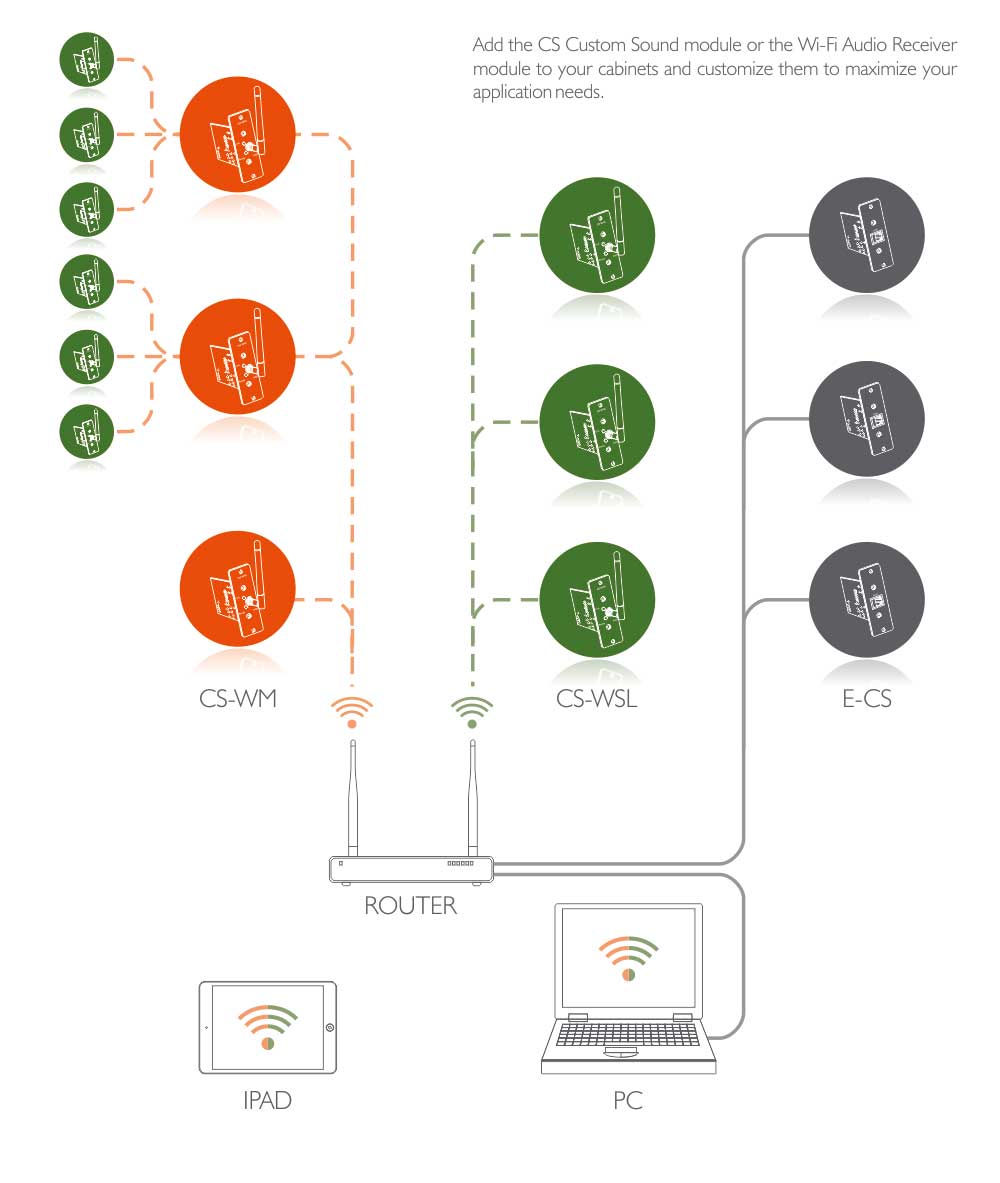 Add the CS Custom Sound module or the Wi-Fi Audio Receiver
module to your cabinets and customize them to maximize your
application needs.
CS-WM
CS-WSL
E-CS
ROUTER
IPAD
PC